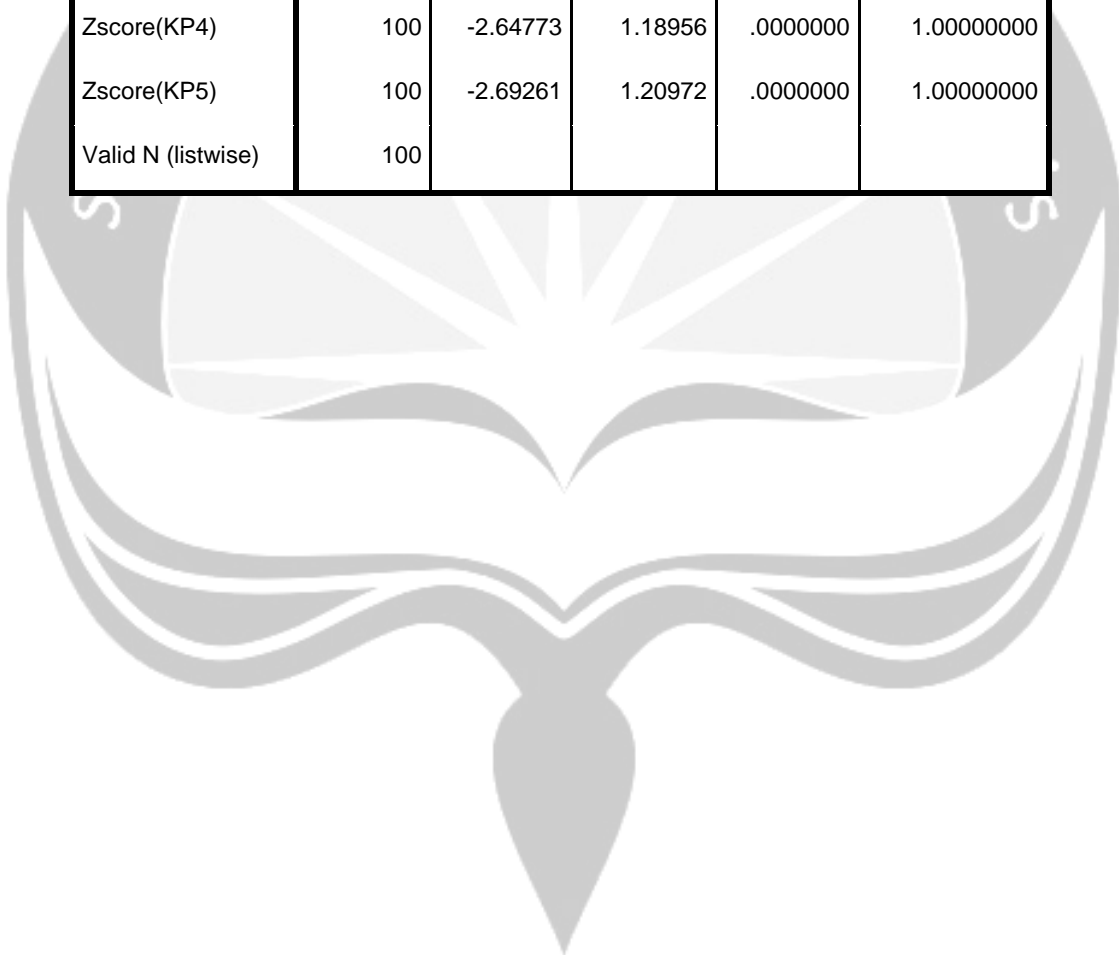 Zscore(KP4) 100 -2.64773 1.18956 .0000000 1.00000000
Zscore(KP5) 100 -2.69261 1.20972 .0000000 1.00000000
Valid N (listwise) 100
S S